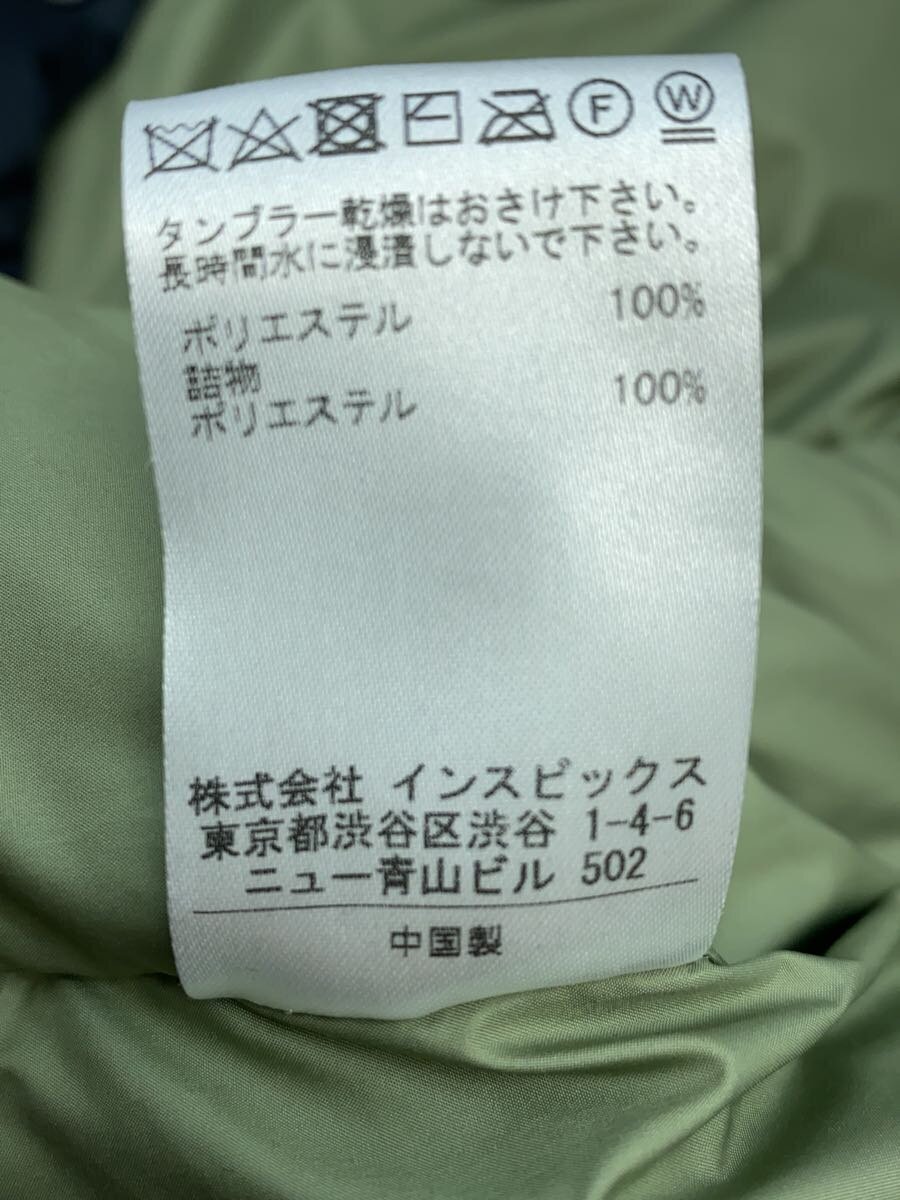 F W
タンブラー乾燥はおさけ下さい。
長時間水に浸漬しないで下さい。
ポリエステル 100%
詰物
ポリエステル 100%
株式会社 インスピックス
東京都渋谷区渋谷 1-4-6
ニュー青山ビル 502
中国製